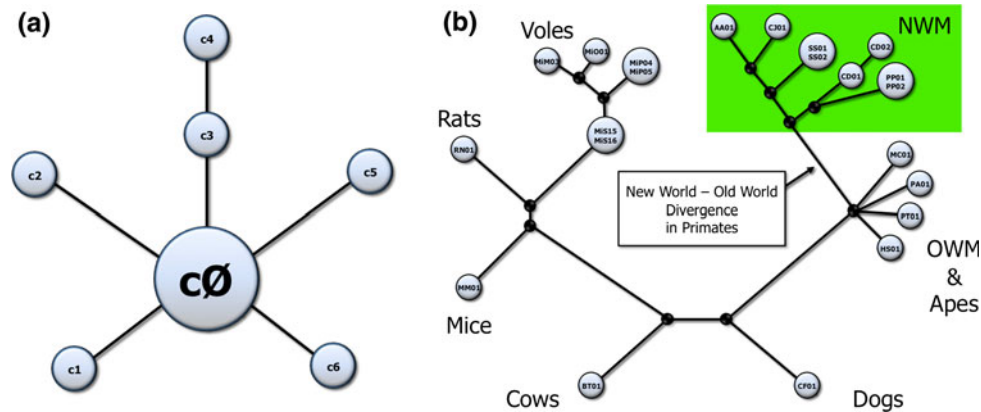 (a)
c4
c3
c2
c5
cØ
c1
c6
(b)
Voles
MiM03
MiO01
MiP04
MiP05
Rats
RN01
MiS15
MiS16
MM01
Mice
NWM
AA01
CJ01
SS01
SS02
CD02
CD01
PP01
PP02
New World – Old World
Divergence
in Primates
MC01
PA01
PT01
HS01
OWM
&
Apes
Cows
BT01
CF01
Dogs